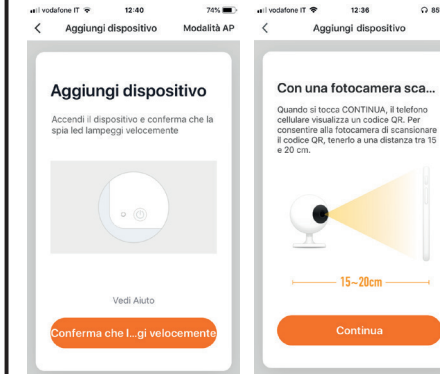 vodafone IT 12:40 74%
Aggiungi dispositivo Modalità AP
Aggiungi dispositivo
Accendi il dispositivo e conferma che la
spia led lampeggi velocemente
Vedi Aiuto
Conferma che l...gi velocemente
vodafone IT 12:36 85
Aggiungi dispositivo
Con una fotocamera sca...
Quando si tocca CONTINUA, il telefono
cellulare visualizza un codice QR. Per
consentire alla fotocamera di scansionare
il codice QR, tenerlo a una distanza tra 15
e 20 cm.
15~20cm
Continua